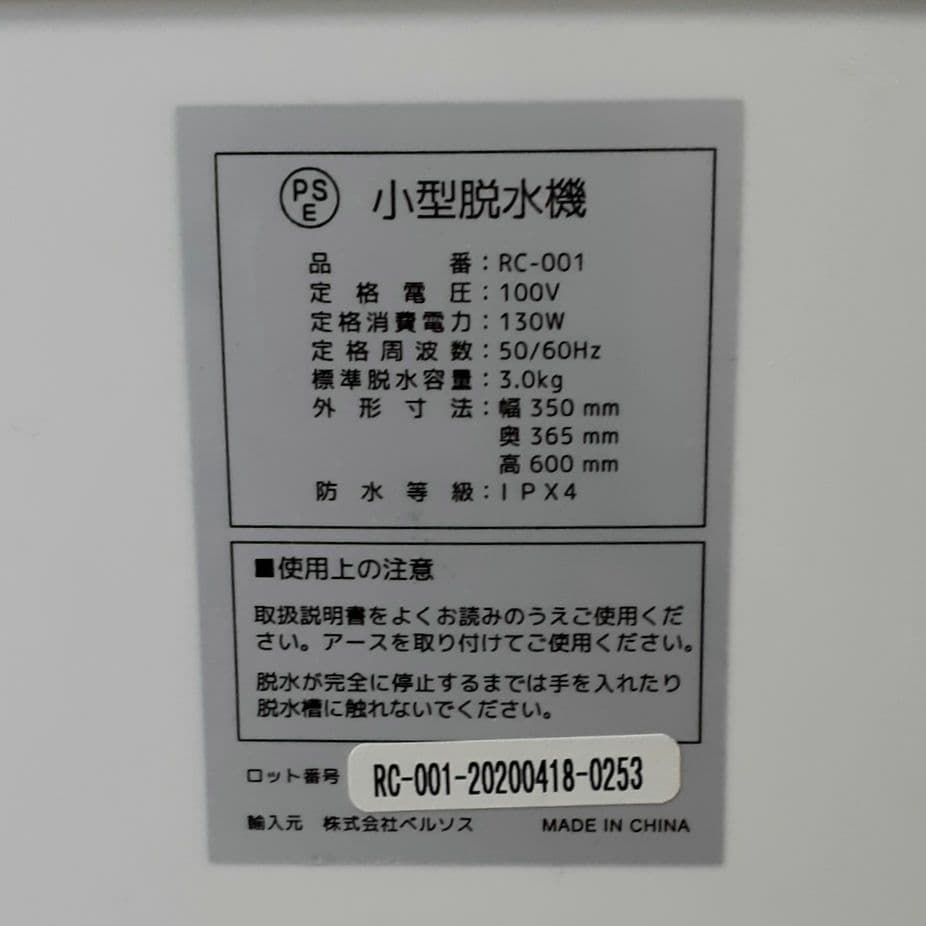 PS
E
小型脱水機
品番：RC-001
定格電圧：100V
定格消費電力：130W
定格周波数：50/60Hz
標準脱水容量：3.0kg
外形寸法：幅 350 mm
奥 365 mm
高 600 mm
防水等級：IPX4
■使用上の注意
取扱説明書をよくお読みのうえご使用くだ
さい。アースを取り付けてご使用ください。
脱水が完全に停止するまでは手を入れたり
脱水槽に触れないでください。
ロット番号 RC-001-20200418-0253
輸入元 株式会社ベルソス MADE IN CHINA